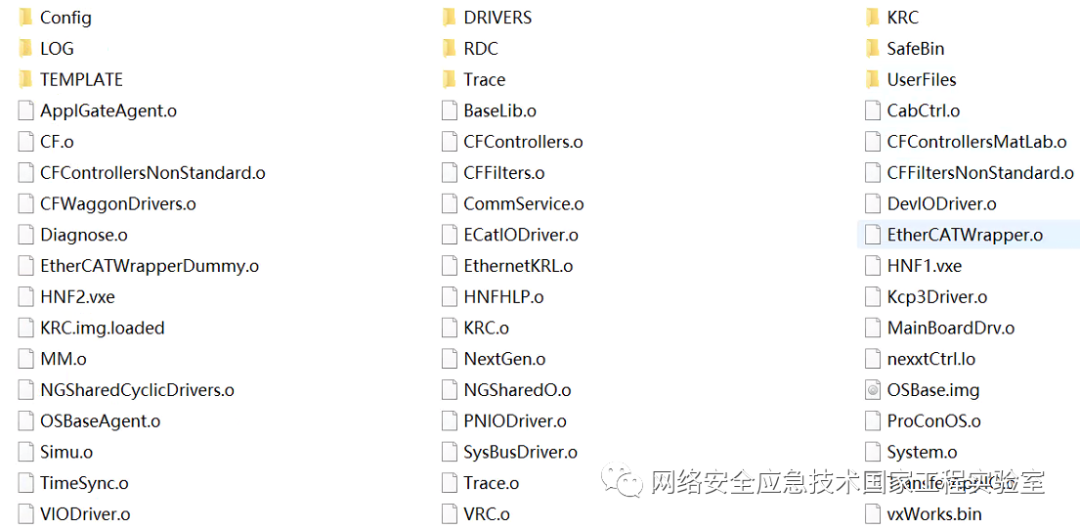 Config DRIVERS KRC
LOG RDC SafeBin
TEMPLATE Trace UserFiles
ApplGateAgent.o BaseLib.o CabCtrl.o
CF.o CFControllers.o CFControllersMatLab.o
CFControllersNonStandard.o CFFilters.o CFFiltersNonStandard.o
CFWaggonDrivers.o CommService.o DevIODriver.o
Diagnose.o ECatIODriver.o EtherCATWrapper.o
EtherCATWrapperDummy.o EthernetKRL.o HNF1.vxe
HNF2.vxe HNFHLP.o Kcp3Driver.o
KRC.img.loaded KRC.o MainBoardDrv.o
MM.o NextGen.o nexxtCtrl.lo
NGSharedCyclicDrivers.o NGSharedO.o OSBase.img
OSBaseAgent.o PNIODriver.o ProConOS.o
Simu.o SysBusDriver.o System.o
TimeSync.o Trace.o
网络安全应急技术国家工程实验室
VIODriver.o VRC.o vxWorks.bin